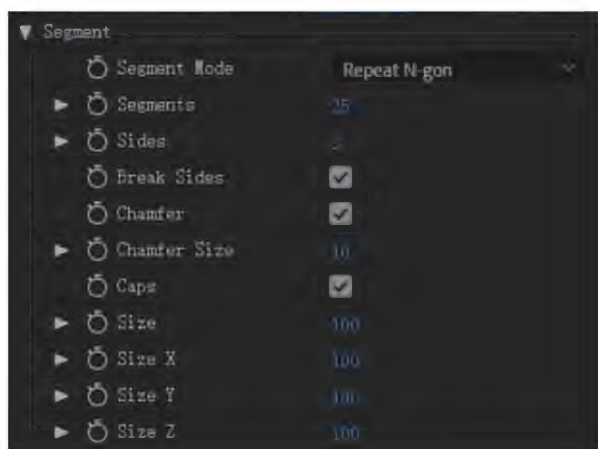 Segment
Segment Mode Repeat N-gon
Segments 25
Sides
Break Sides
Chamfer
Chamfer Size 10
Caps
Size 100
Size X 100
Size Y 100
Size Z 100